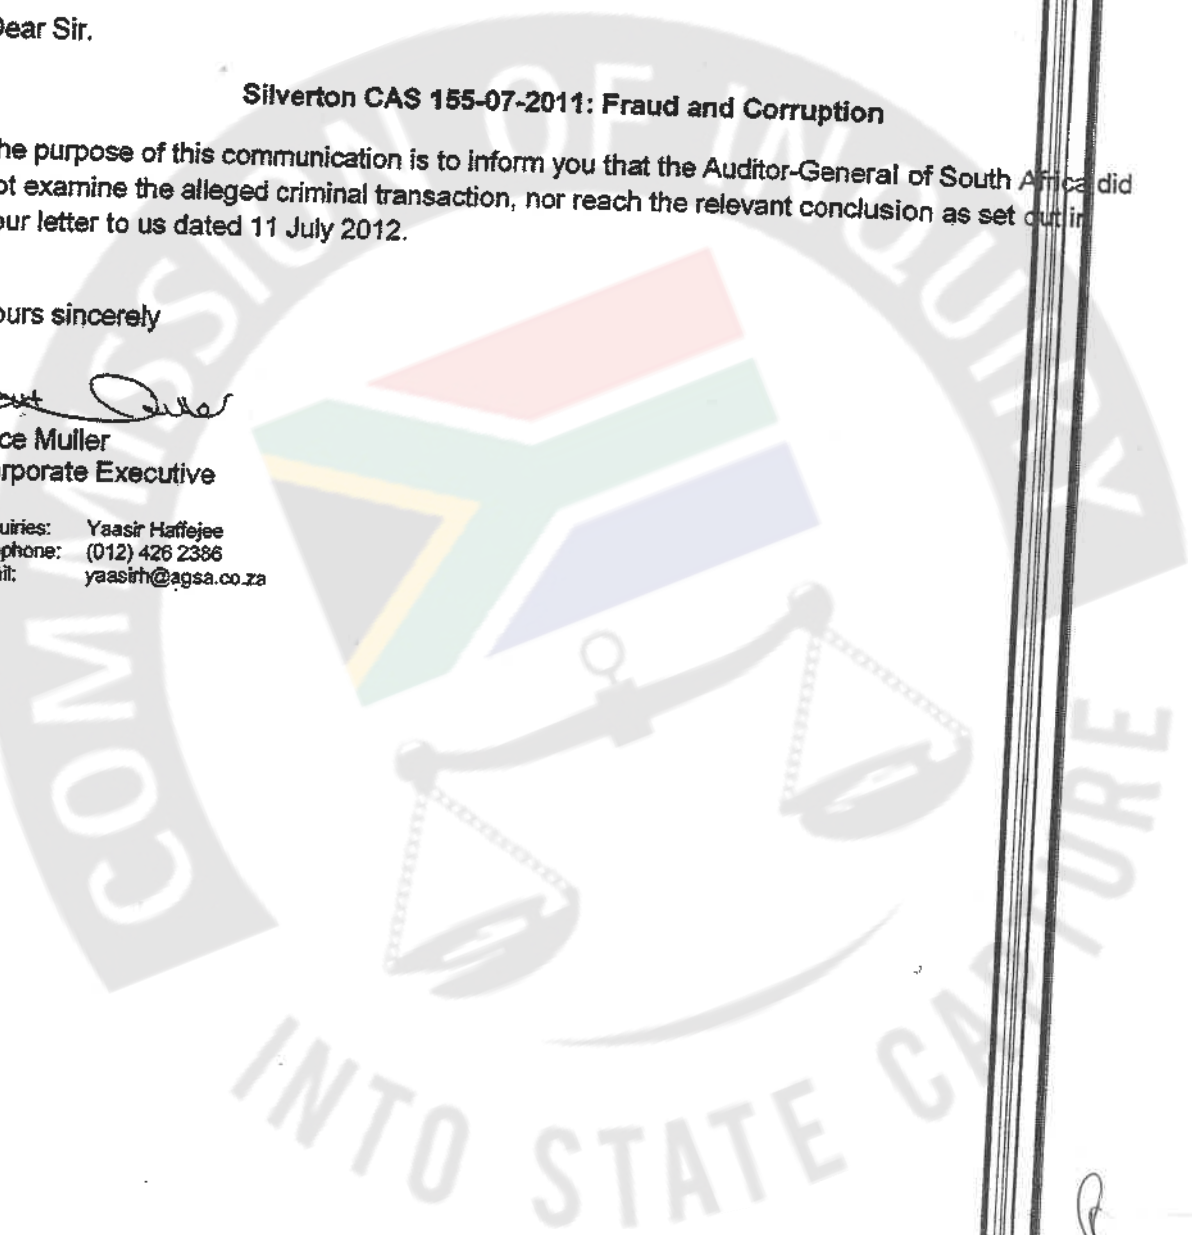 Dear Sir.
Silverton CAS 155-07-2011: Fraud and Corruption
he purpose of this communication is to inform you that the Auditor-General of South Africa did
ot examine the alleged criminal transaction, nor reach the relevant conclusion as set out in
our letter to us dated 11 July 2012.
ours sincerely
ce Muller
rporate Executive
uiries: Yaasir Haffejee
phone: (012) 426 2386
il: yaasirh@agsa.co.za
COMMISSION OF INQUIRY
INTO STATE CAPTURE